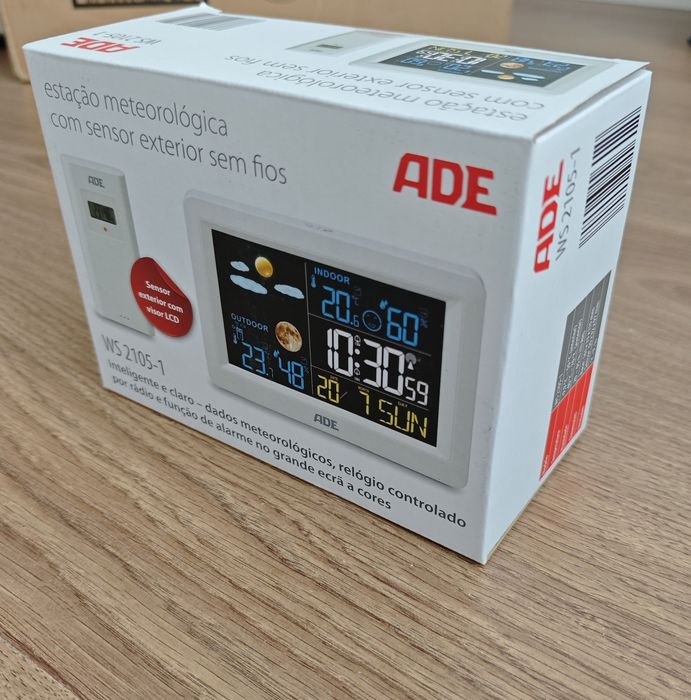 ADE
WS 2105-1
estação meteorológica
com sensor exterior sem fios
estação meteorológica
com sensor exterior sem fios
ADE
ADE
Sensor
exterior com
visor LCD
INDOOR
20.6
60
OUTDOOR
23.
48
10:30 59
20/ 7 SUN
ADE
WS 2105-1
Inteligente e claro – dados meteorológicos, relógio controlado
por rádio e função de alarme no grande ecrã a cores
ADE
WS 2105-1